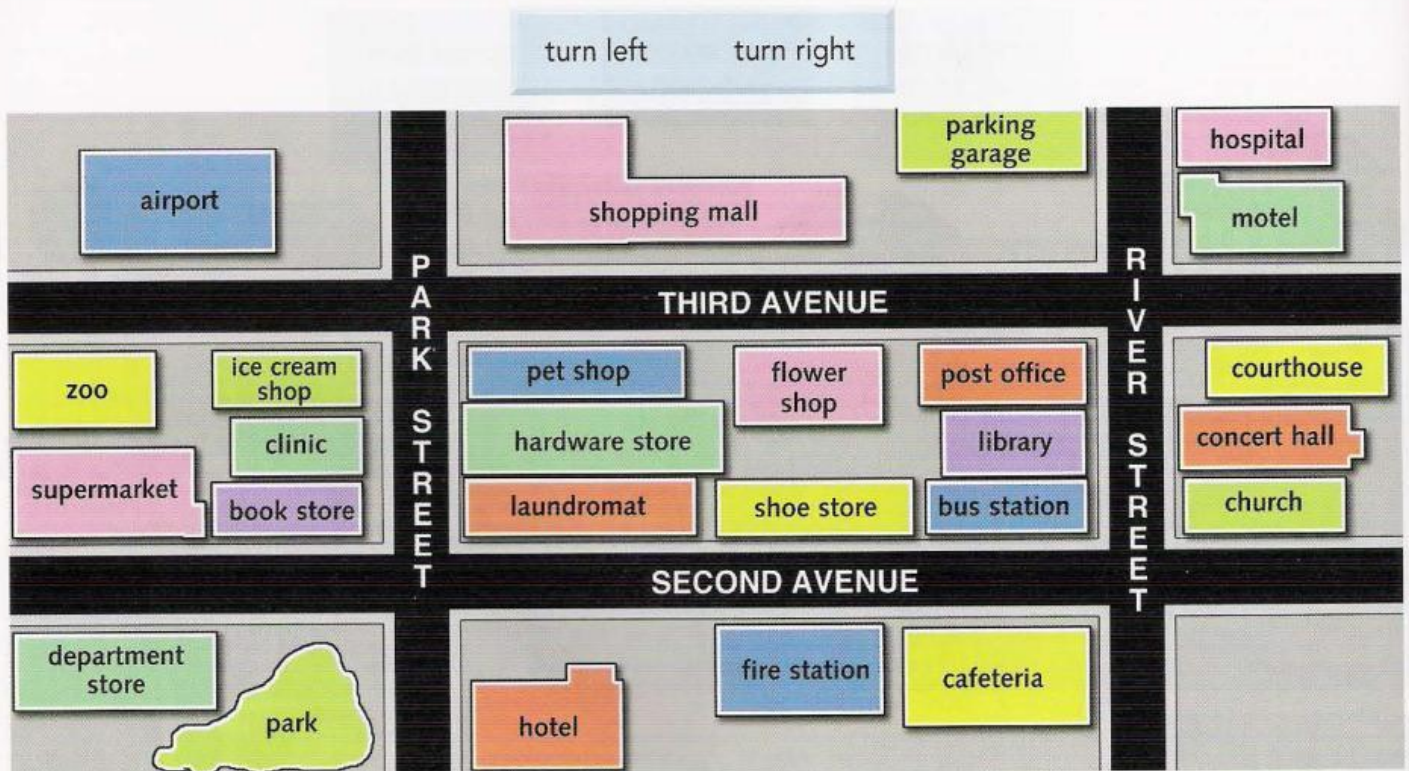 turn left turn right
parking
garage
hospital
airport
shopping mall
motel
PARK STREET
RIVER STREET
THIRD AVENUE
zoo
ice cream
shop
pet shop
flower
shop
post office
courthouse
clinic
hardware store
library
concert hall
supermarket
book store
laundromat
shoe store
bus station
church
SECOND AVENUE
department
store
park
hotel
fire station
cafeteria